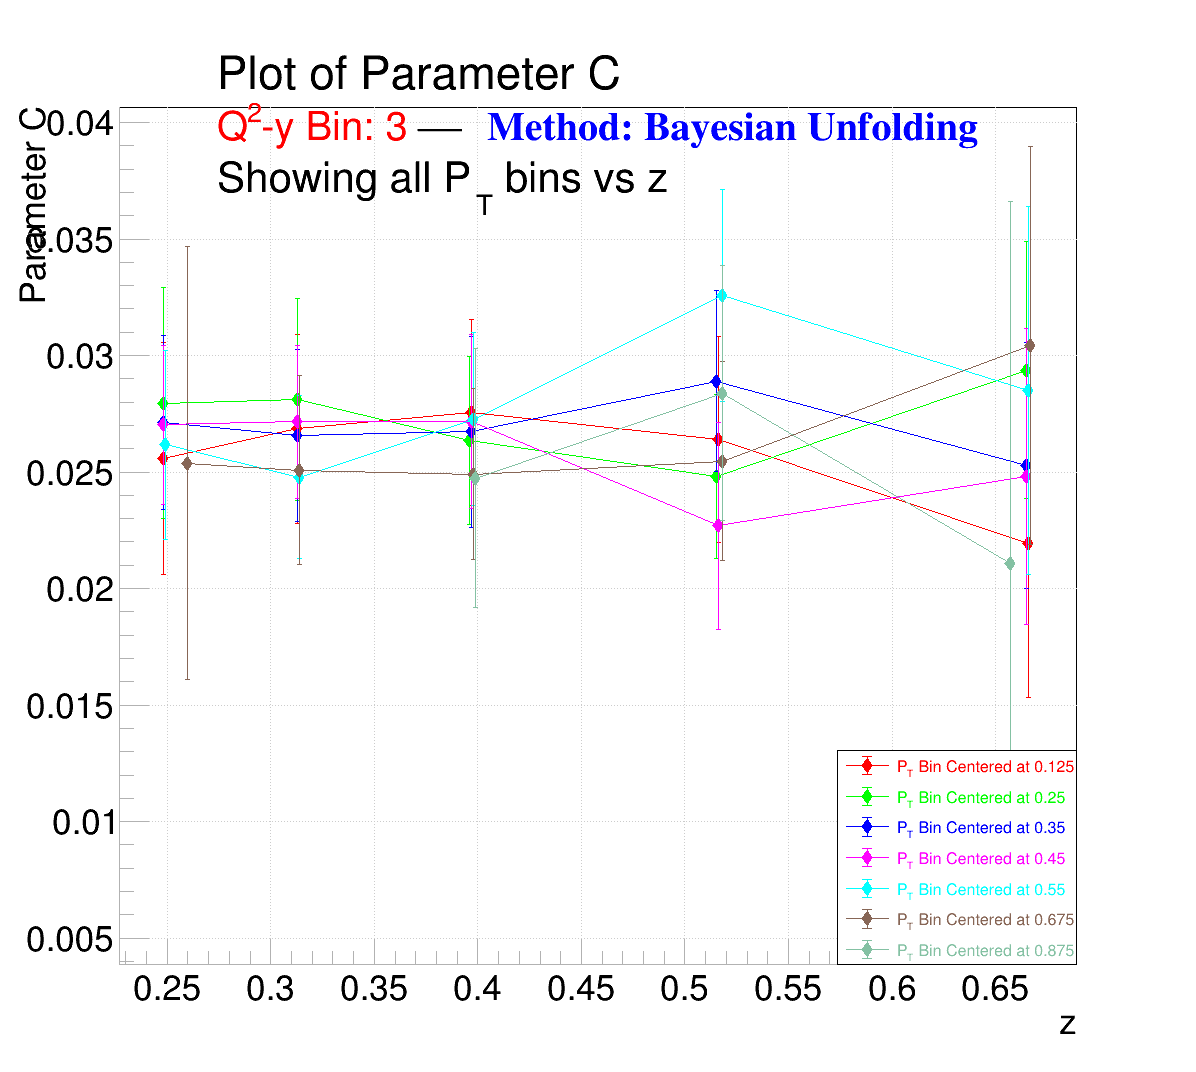 Plot of Parameter C
Q2-y Bin: 3 — Method: Bayesian Unfolding
Showing all PT bins vs z
Parameter C
0.04
0.035
0.03
0.025
0.02
0.015
0.01
0.005
PT Bin Centered at 0.125
PT Bin Centered at 0.25
PT Bin Centered at 0.35
PT Bin Centered at 0.45
PT Bin Centered at 0.55
PT Bin Centered at 0.675
PT Bin Centered at 0.875
0.25 0.3 0.35 0.4 0.45 0.5 0.55 0.6 0.65
z